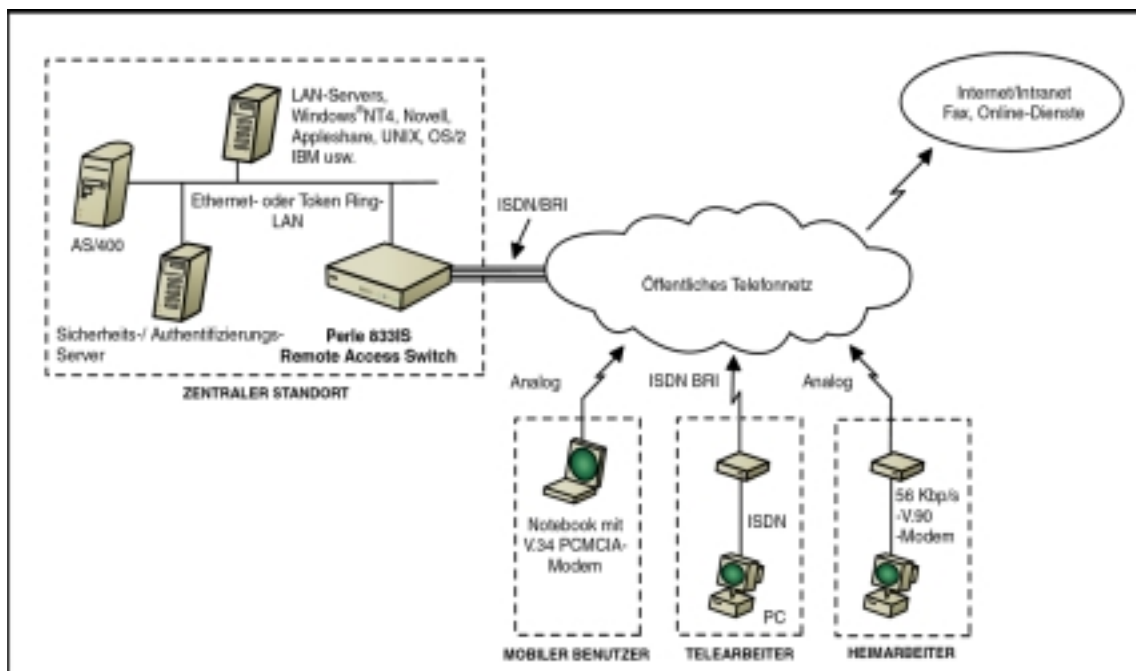 LAN-Servers,
Windows®NT4, Novell,
Appleshare, UNIX, OS/2
IBM usw.
Ethernet- oder Token Ring-
LAN
AS/400
Sicherheits-/ Authentifizierungs-
Server
Perle 833IS
Remote Access Switch
ZENTRALER STANDORT
ISDN/BRI
Öffentliches Telefonnetz
Internet/Intranet
Fax, Online-Dienste
Analog
ISDN BRI
Analog
Notebook mit
V.34 PCMCIA-
Modem
MOBILER BENUTZER
ISDN
PC
TELEARBEITER
56 Kbp/s
-V.90
-Modem
HEIMARBEITER